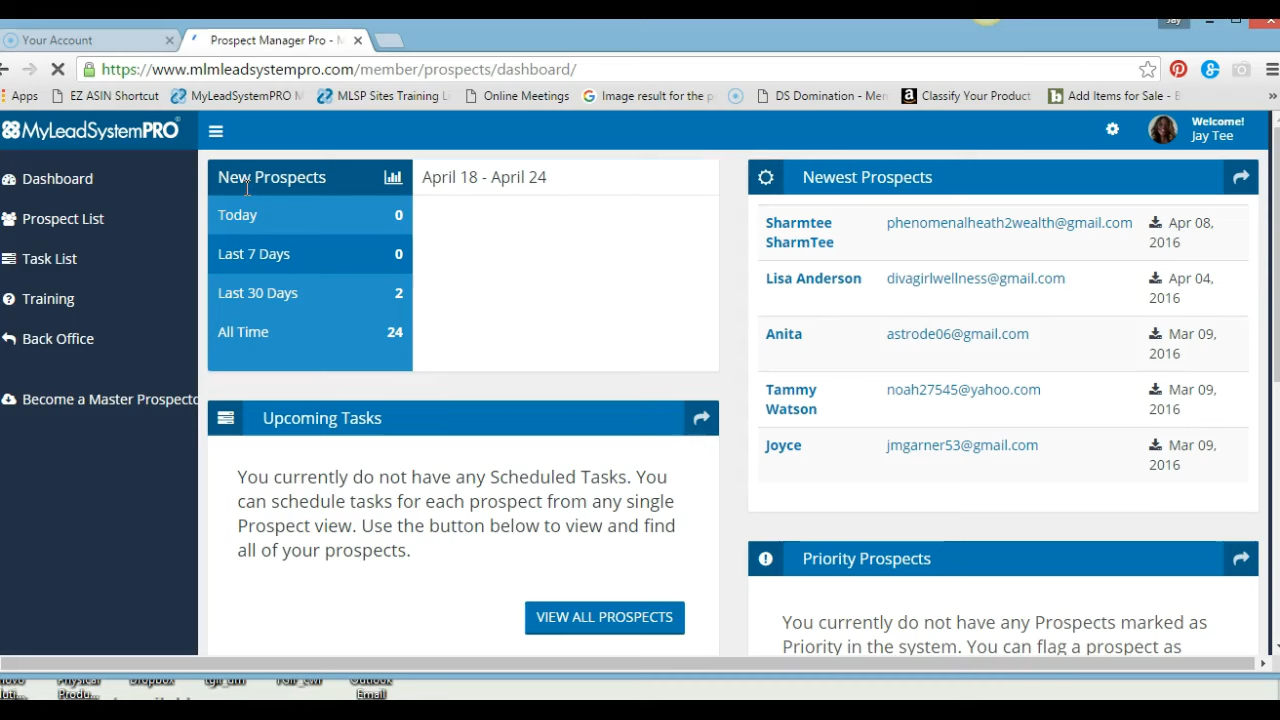 Jay
Your Account
Prospect Manager Pro - M
https://www.mlmleadsystempro.com/member/prospects/dashboard/
Apps
EZ ASIN Shortcut
MyLeadSystemPRO M
MLSP Sites Training Li
Online Meetings
Image result for the p
DS Domination - Mem
Classify Your Product
Add Items for Sale - B
MyLeadSystemPRO
Welcome!
Jay Tee
Dashboard
Prospect List
Task List
Training
Back Office
Become a Master Prospecto
New Prospects
April 18 - April 24
Today 0
Last 7 Days 0
Last 30 Days 2
All Time 24
Upcoming Tasks
You currently do not have any Scheduled Tasks. You
can schedule tasks for each prospect from any single
Prospect view. Use the button below to view and find
all of your prospects.
VIEW ALL PROSPECTS
Newest Prospects
Sharmtee phenomenalheath2wealth@gmail.com Apr 08,
SharmTee 2016
Lisa Anderson divagirlwellness@gmail.com Apr 04,
2016
Anita astrode06@gmail.com Mar 09,
2016
Tammy noah27545@yahoo.com Mar 09,
Watson 2016
Joyce jmgarner53@gmail.com Mar 09,
2016
Priority Prospects
You currently do not have any Prospects marked as
Priority in the system. You can flag a prospect as
Physical Dropbox Outlook
Produ... Email